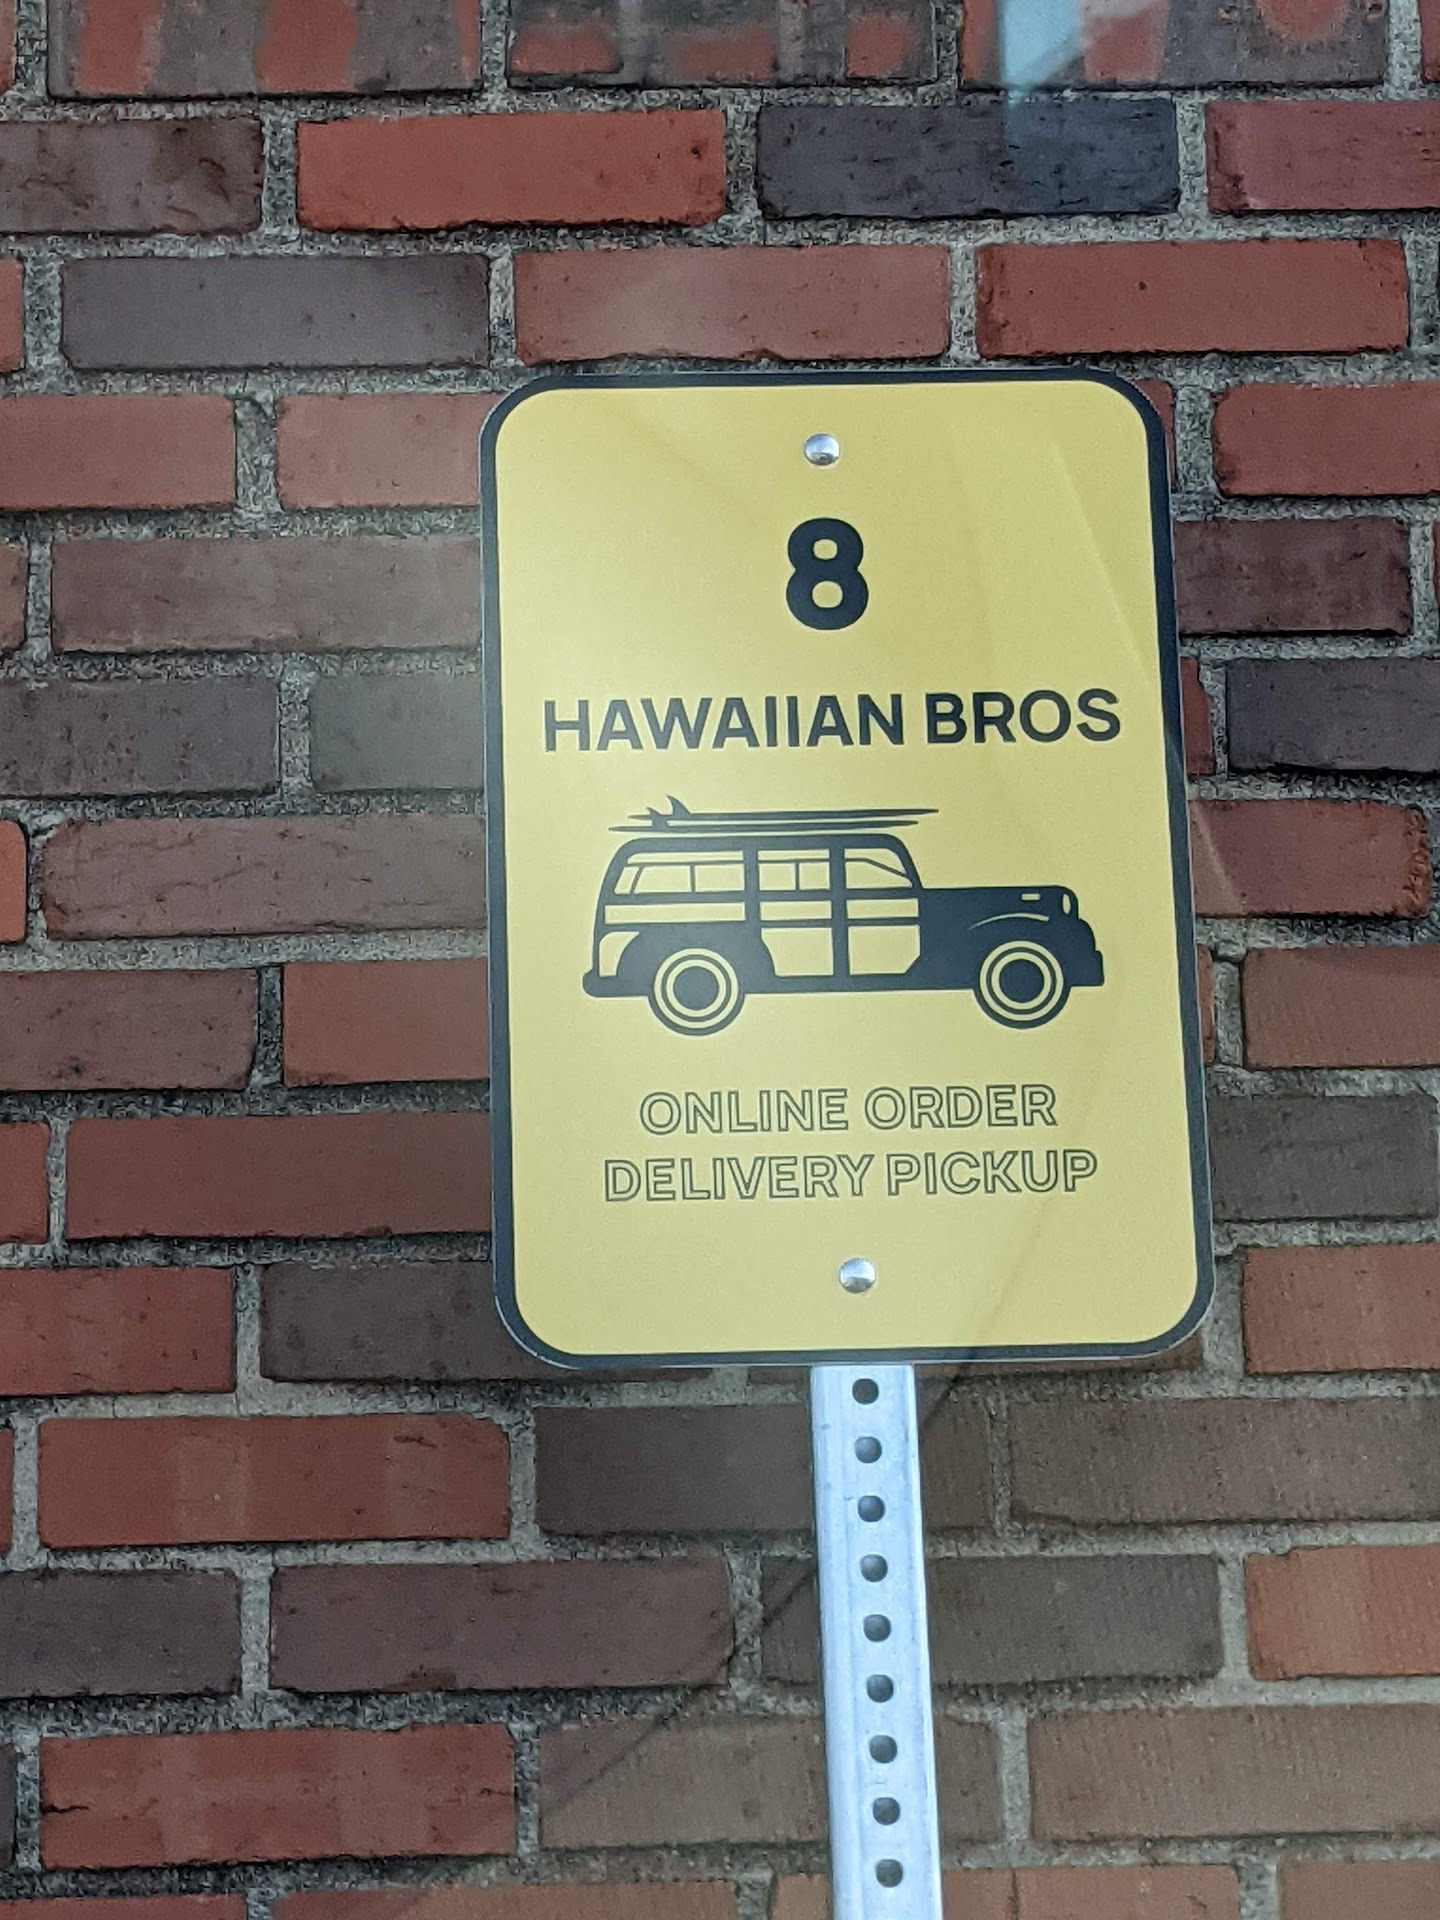 8
HAWAIIAN BROS
ONLINE ORDER
DELIVERY PICKUP